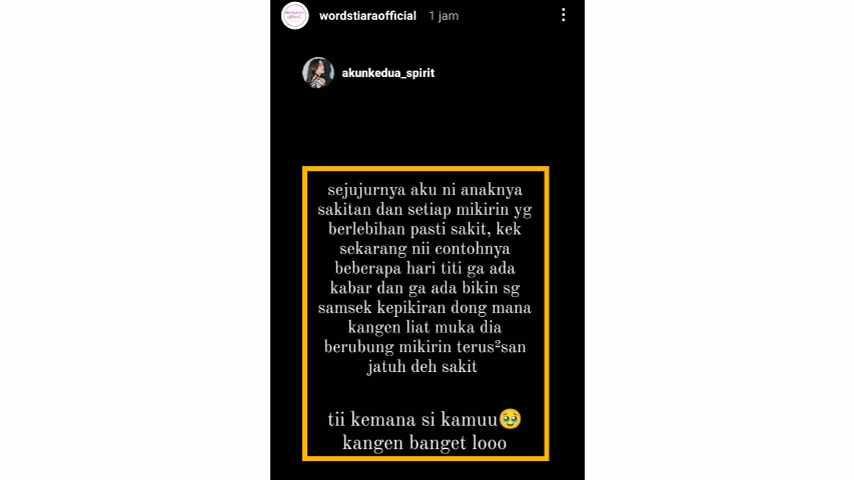 wordstiaraofficial 1 jam
akunkedua_spirit
sejujurnya aku ni anaknya
sakitan dan setiap mikirin yg
berlebihan pasti sakit, kek
sekarang nii contohnya
beberapa hari titi ga ada
kabar dan ga ada bikin sg
samsek kepikiran dong mana
kangen liat muka dia
berubung mikirin terus²san
jatuh deh sakit
tii kemana si kamuu🥹
kangen banget looo